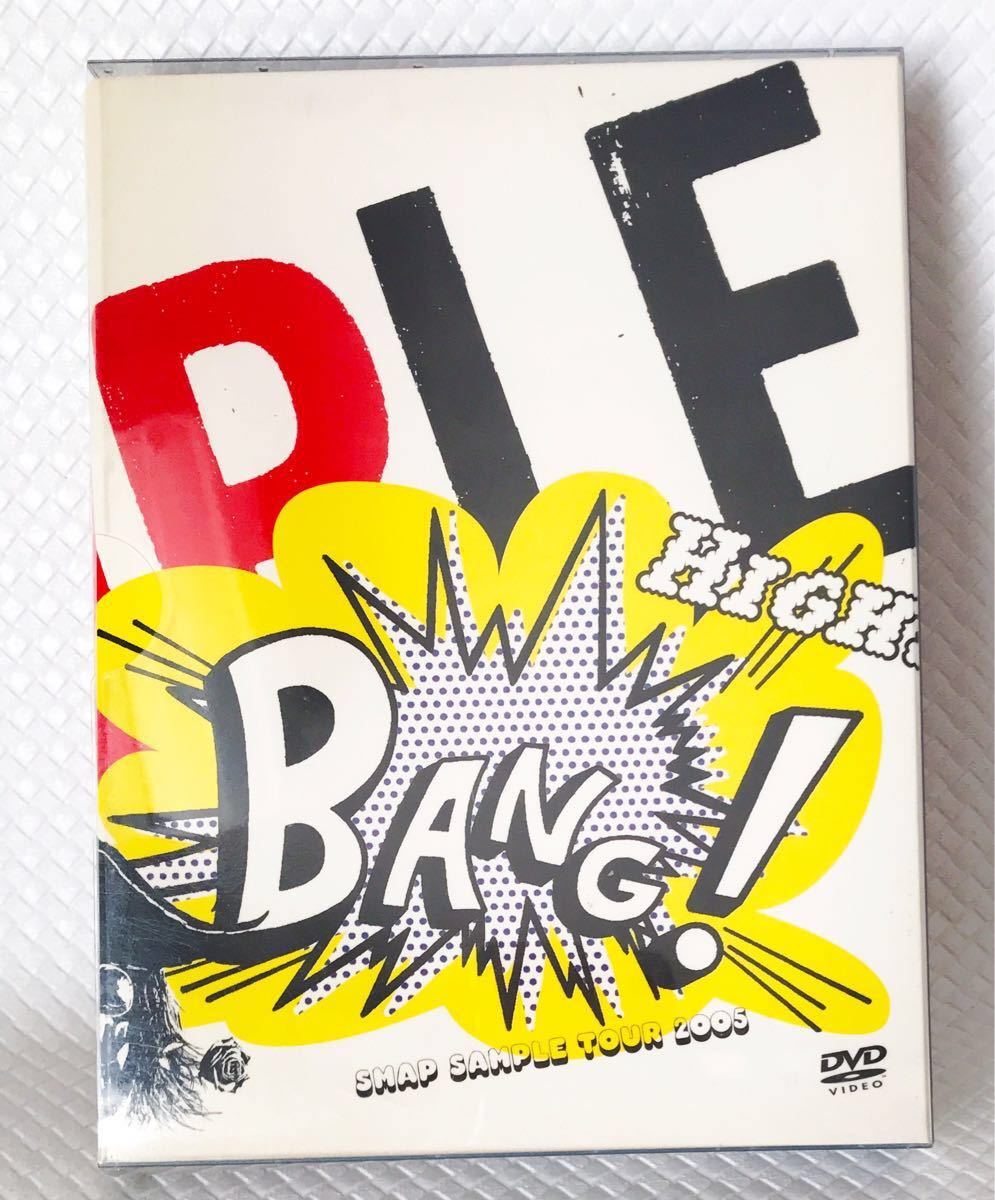 PLE
HIGH
BANG!
SMAP SAMPLE TOUR 2005
DVD
VIDEO